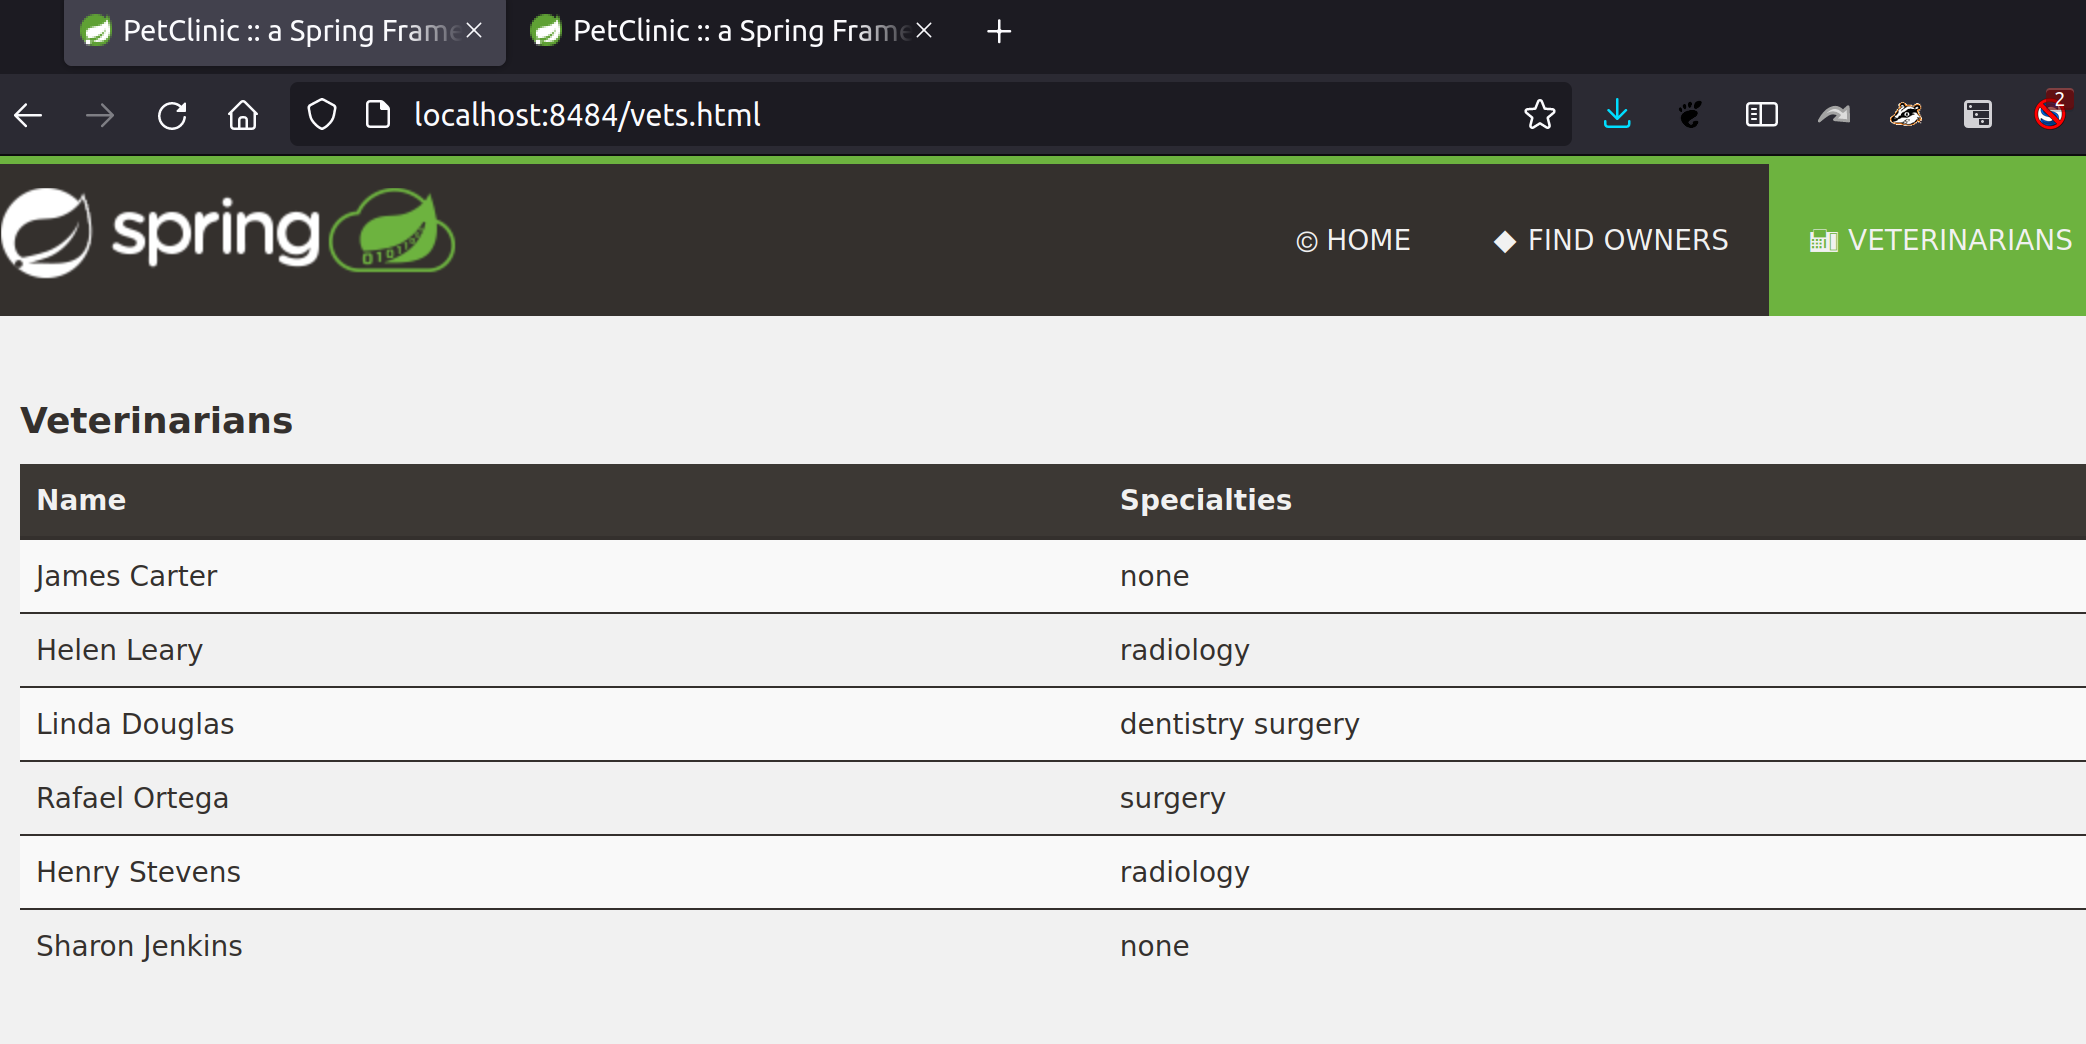 PetClinic :: a Spring Frame PetClinic :: a Spring Frame
localhost:8484/vets.html 2
spring 0101 © HOME FIND OWNERS VETERINARIANS
Veterinarians
Name Specialties
James Carter none
Helen Leary radiology
Linda Douglas dentistry surgery
Rafael Ortega surgery
Henry Stevens radiology
Sharon Jenkins none